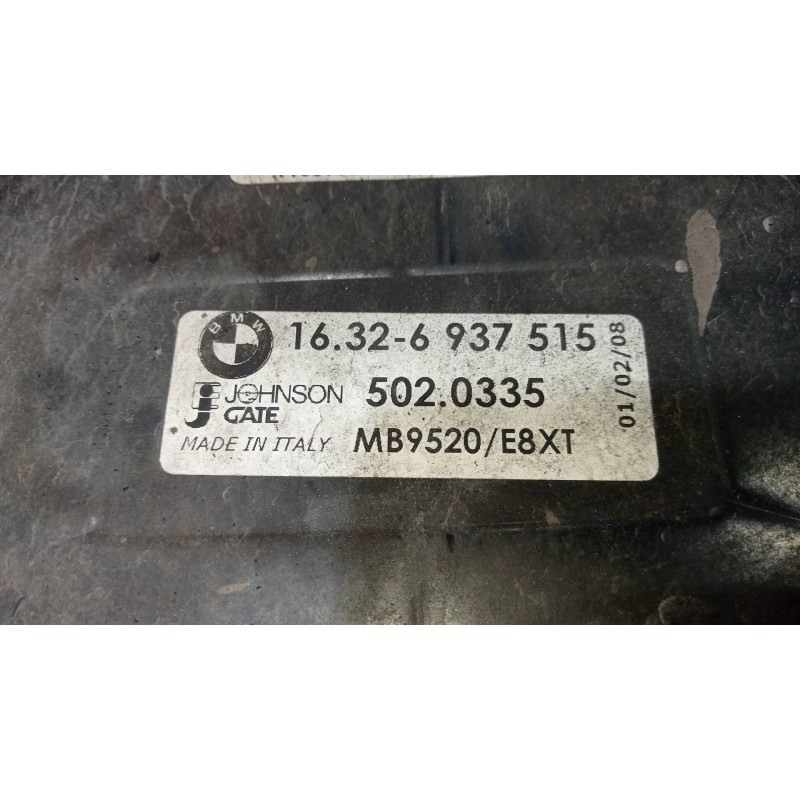 BMW
16.32-6 937 515
JOHNSON
GATE
502.0335
MADE IN ITALY
MB9520/E8XT
01/02/08